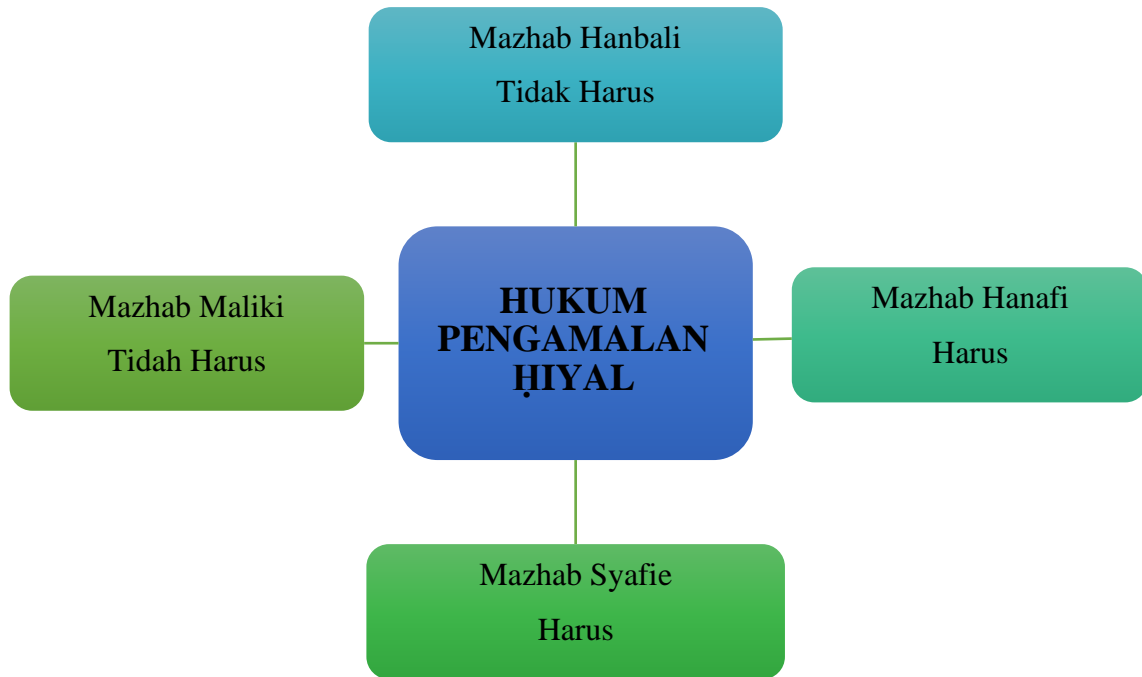 Mazhab Hanbali
Tidak Harus
HUKUM
PENGAMALAN
ḤIYAL
Mazhab Maliki
Tidah Harus
Mazhab Hanafi
Harus
Mazhab Syafie
Harus